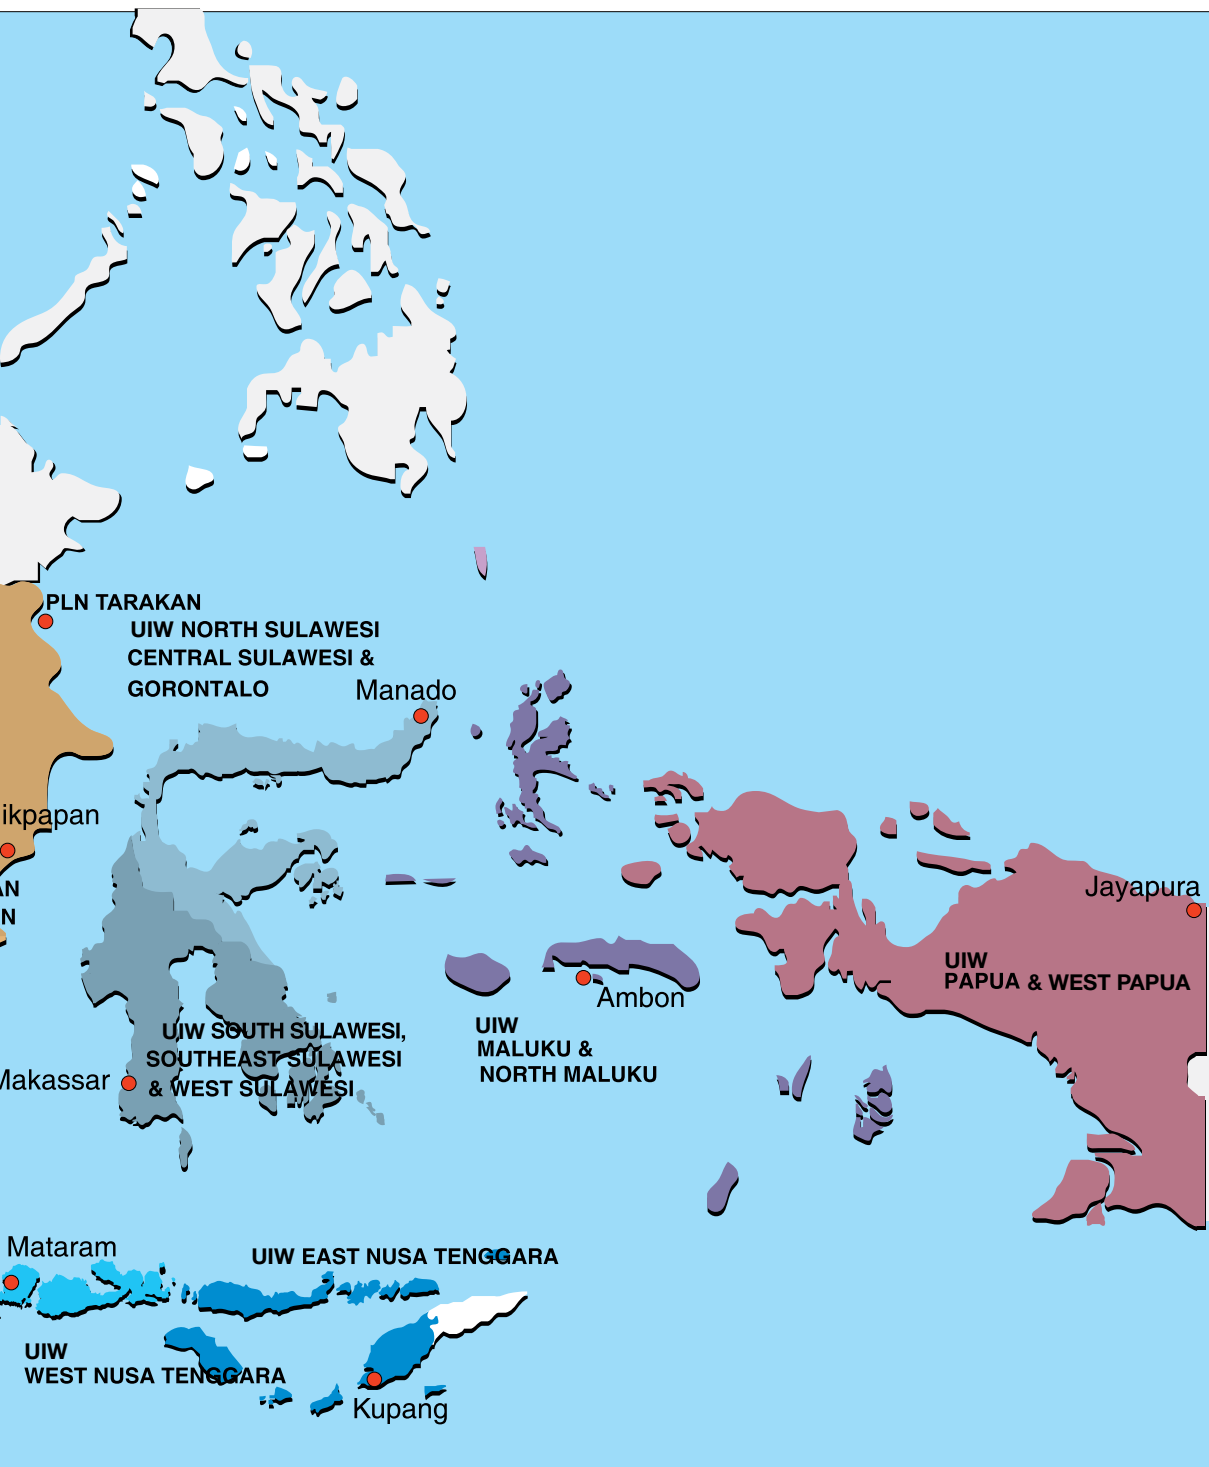 PLN TARAKAN
UIW NORTH SULAWESI
CENTRAL SULAWESI &
GORONTALO
Manado
ikpapan
AN
N
Jayapura
UIW
PAPUA & WEST PAPUA
Ambon
UIW
MALUKU &
NORTH MALUKU
UIW SOUTH SULAWESI,
SOUTHEAST SULAWESI
& WEST SULAWESI
Makassar
Mataram
UIW EAST NUSA TENGGARA
UIW
WEST NUSA TENGGARA
Kupang